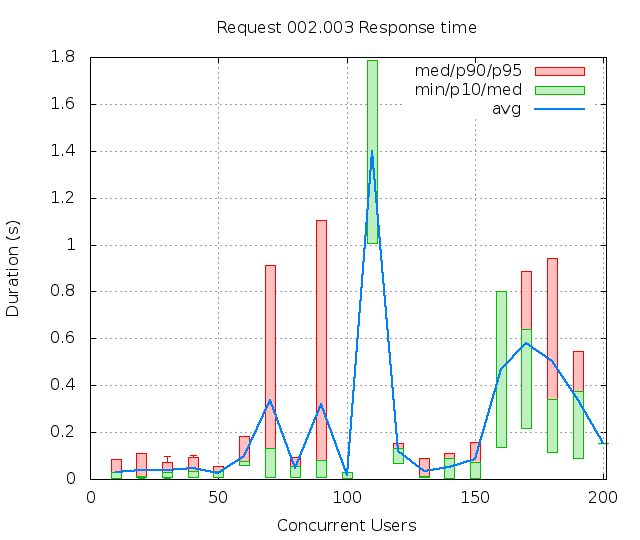 Request 002.003 Response time
med/p90/p95
min/p10/med
avg
Duration (s)
1.8
1.6
1.4
1.2
1
0.8
0.6
0.4
0.2
0
0 50 100 150 200
Concurrent Users